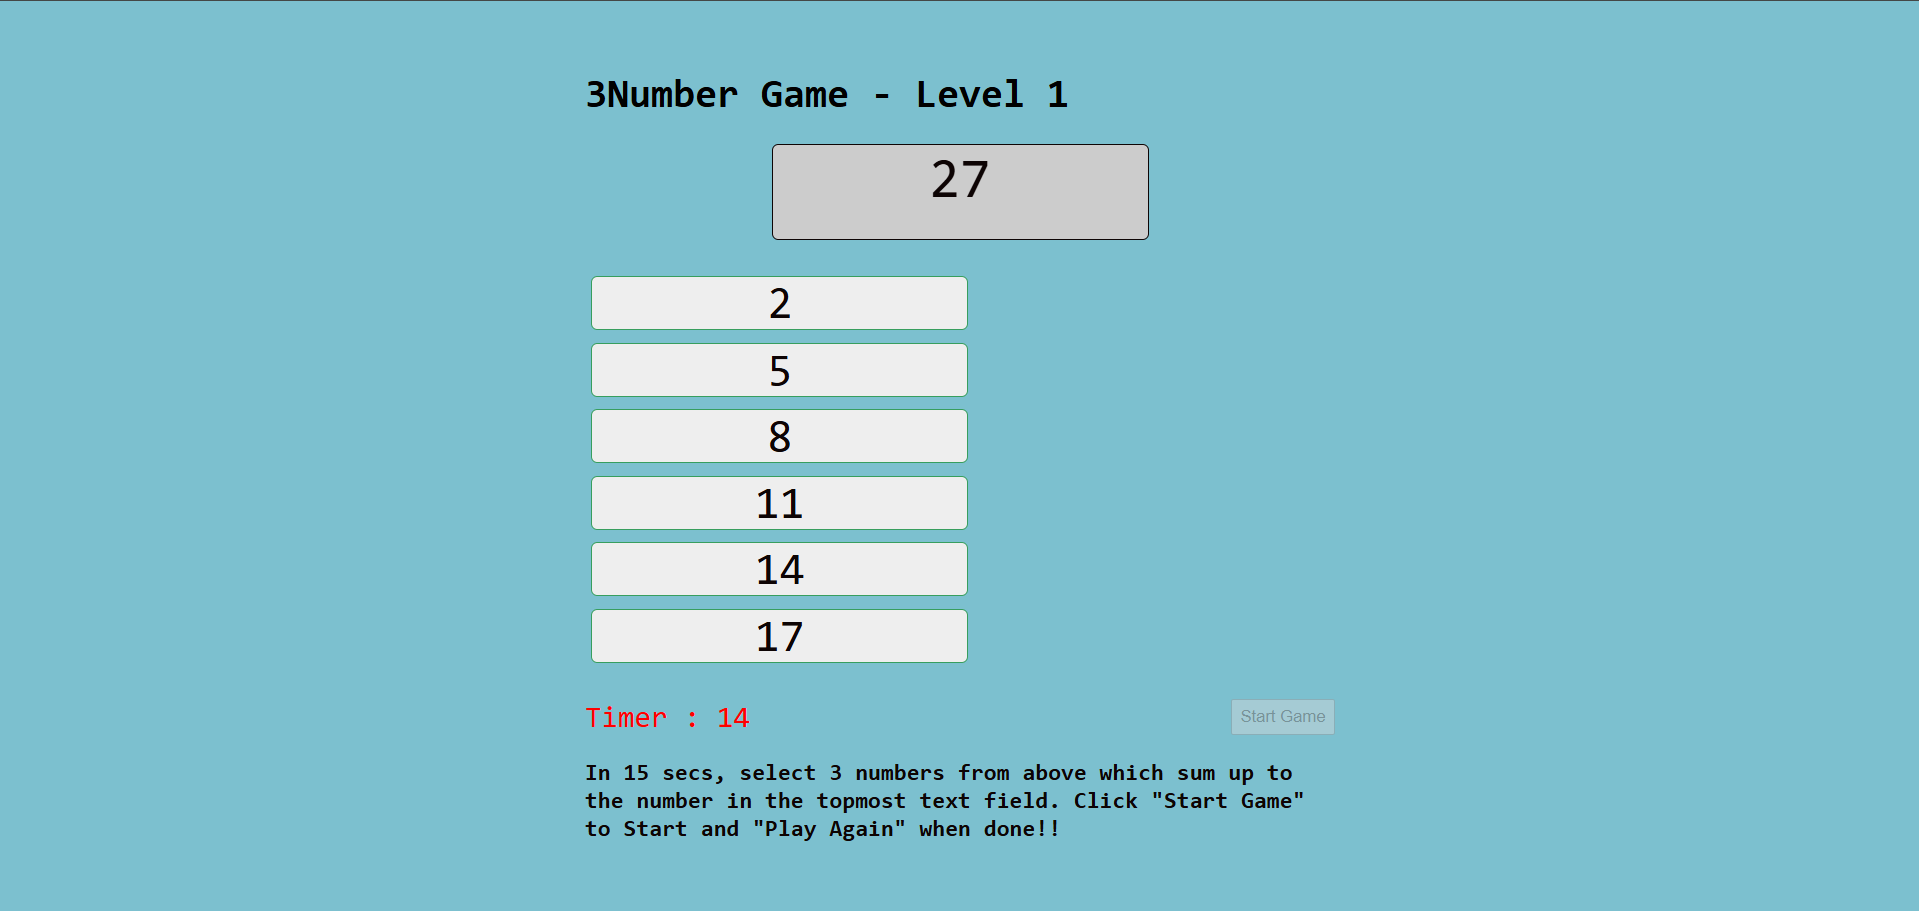 3Number Game - Level 1
27
2
5
8
11
14
17
Timer : 14
Start Game
In 15 secs, select 3 numbers from above which sum up to
the number in the topmost text field. Click "Start Game"
to Start and "Play Again" when done!!